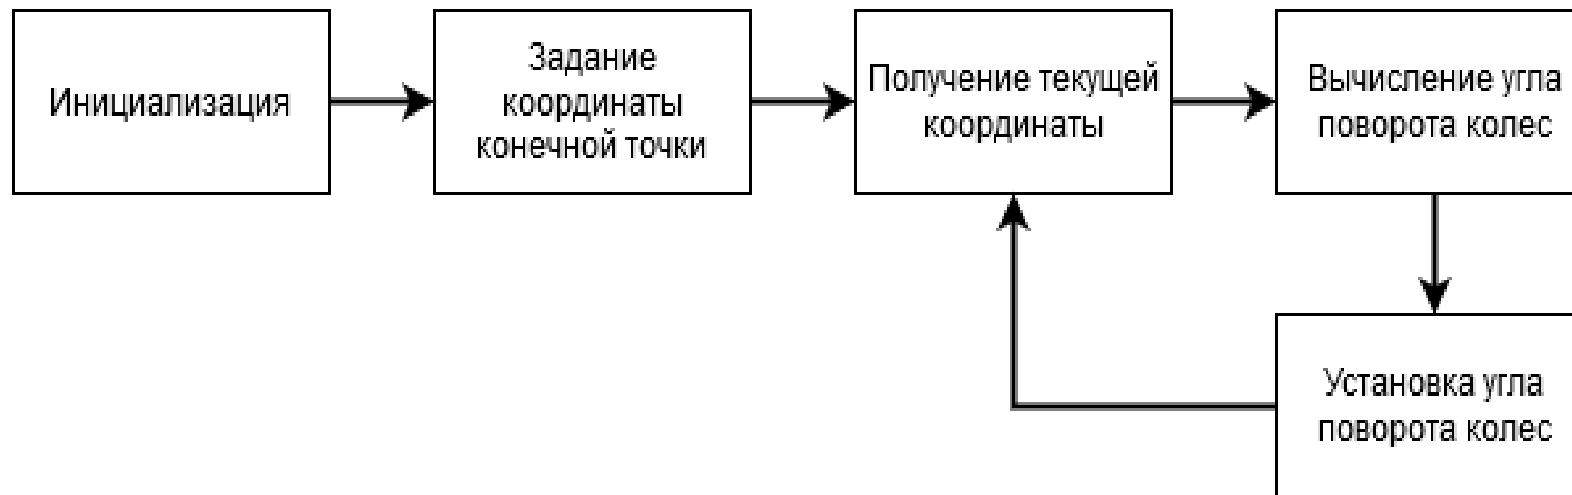 Инициализация
Задание
координаты
конечной точки
Получение текущей
координаты
Вычисление угла
поворота колес
Установка угла
поворота колес